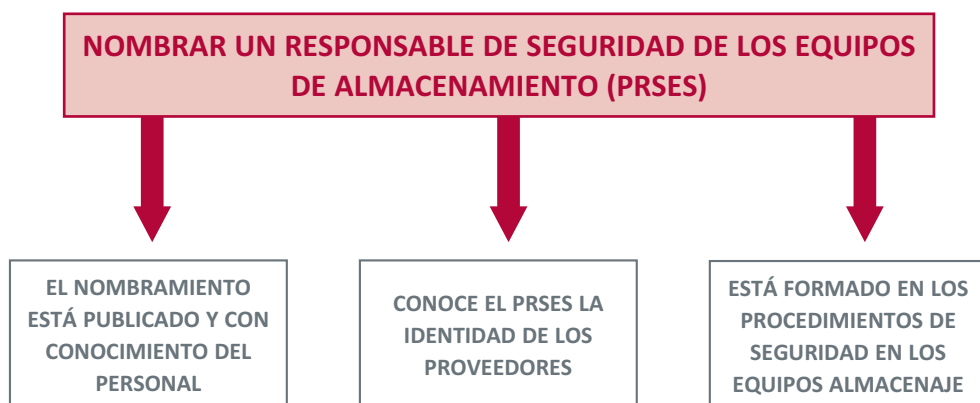 NOMBRAR UN RESPONSABLE DE SEGURIDAD DE LOS EQUIPOS
DE ALMACENAMIENTO (PRSES)
EL NOMBRAMIENTO
ESTÁ PUBLICADO Y CON
CONOCIMIENTO DEL
PERSONAL
CONOCE EL PRSES LA
IDENTIDAD DE LOS
PROVEEDORES
ESTÁ FORMADO EN LOS
PROCEDIMIENTOS DE
SEGURIDAD EN LOS
EQUIPOS ALMACENAJE